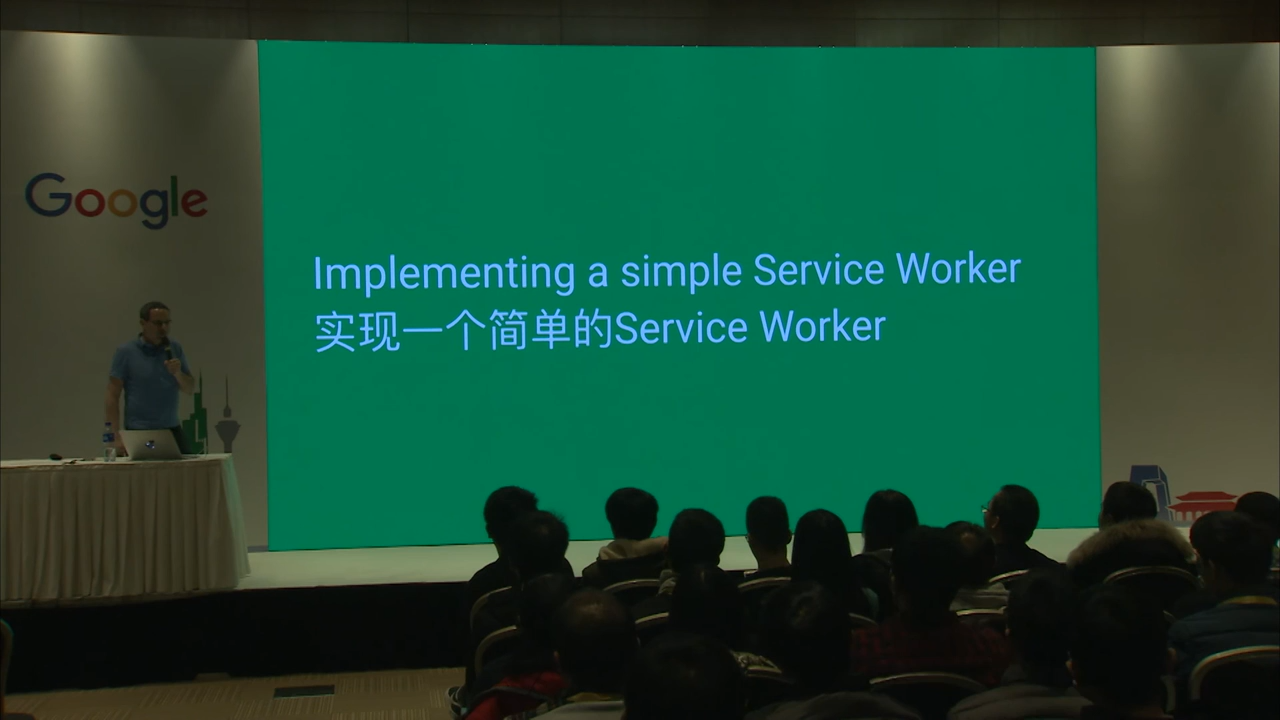 Google
Implementing a simple Service Worker
实现一个简单的Service Worker